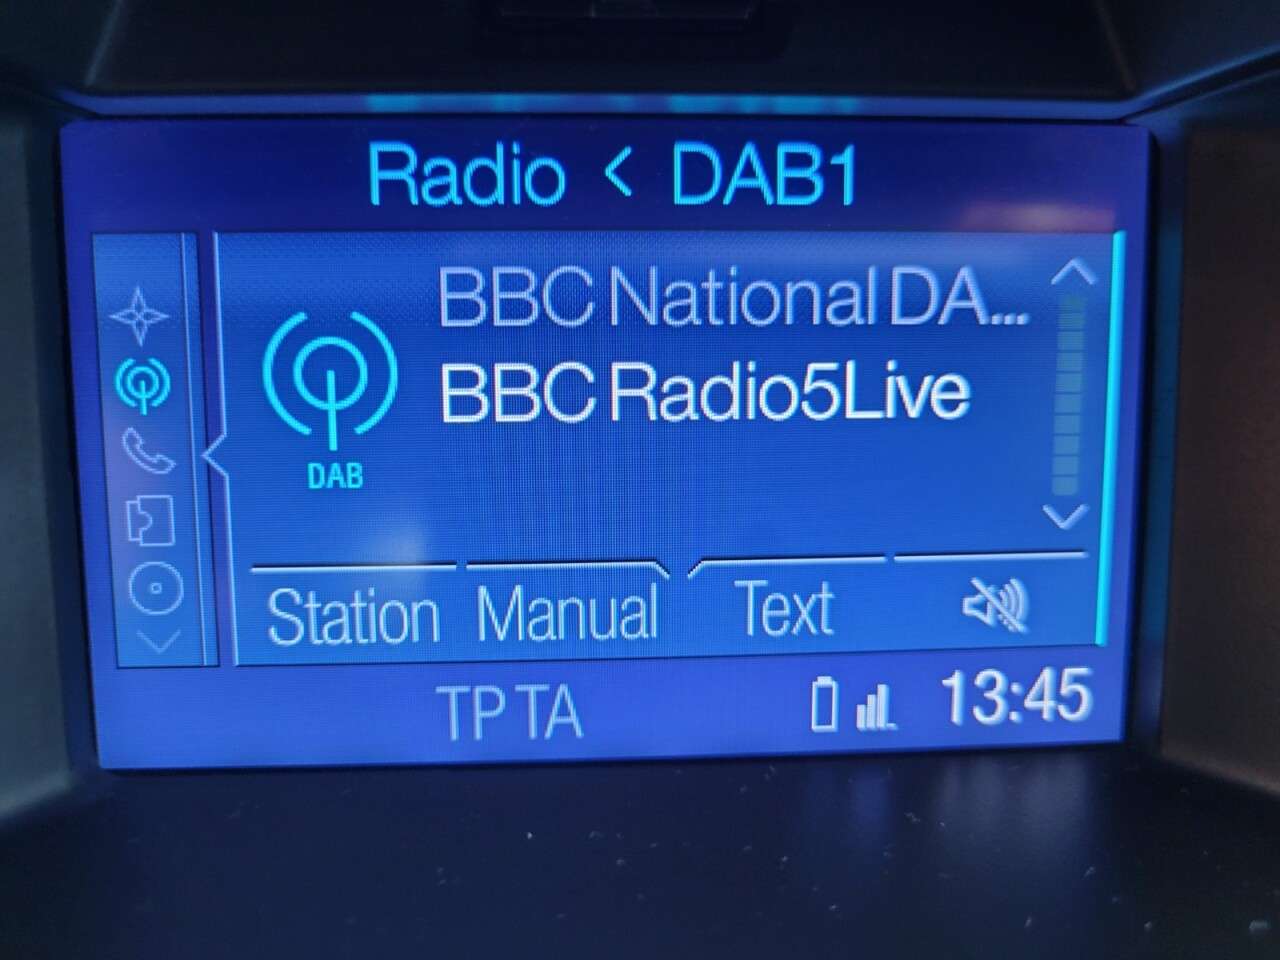 Radio < DAB1
BBC National DA...
BBC Radio5Live
DAB
Station Manual Text
TP TA 13:45